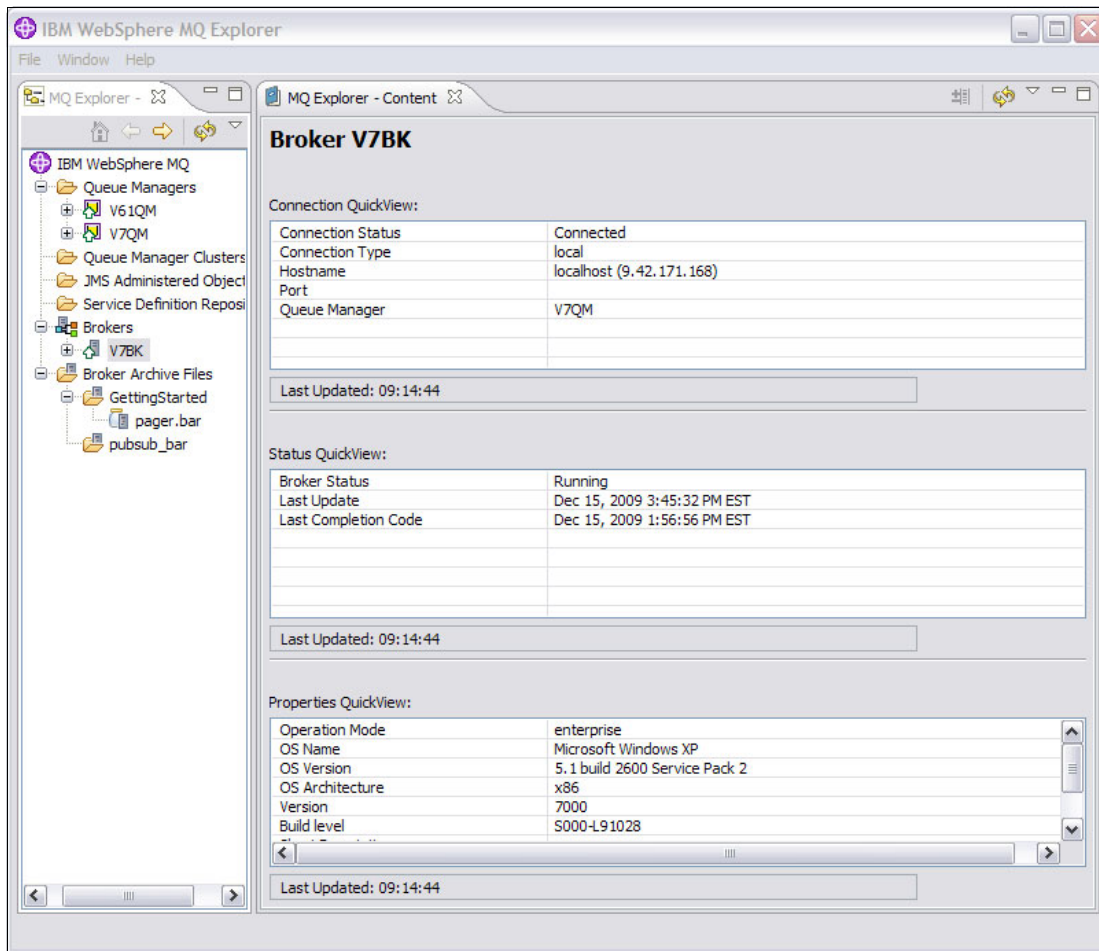 IBM WebSphere MQ Explorer
File Window Help
MQ Explorer -
IBM WebSphere MQ
Queue Managers
V61QM
V7QM
Queue Manager Clusters
JMS Administered Object
Service Definition Reposi
Brokers
V7BK
Broker Archive Files
GettingStarted
pager.bar
pubsub_bar
MQ Explorer - Content
Broker V7BK
Connection QuickView:
Connection Status Connected
Connection Type local
Hostname localhost (9.42.171.168)
Port
Queue Manager V7QM
Last Updated: 09:14:44
Status QuickView:
Broker Status Running
Last Update Dec 15, 2009 3:45:32 PM EST
Last Completion Code Dec 15, 2009 1:56:56 PM EST
Last Updated: 09:14:44
Properties QuickView:
Operation Mode enterprise
OS Name Microsoft Windows XP
OS Version 5.1 build 2600 Service Pack 2
OS Architecture x86
Version 7000
Build level S000-L91028
Last Updated: 09:14:44